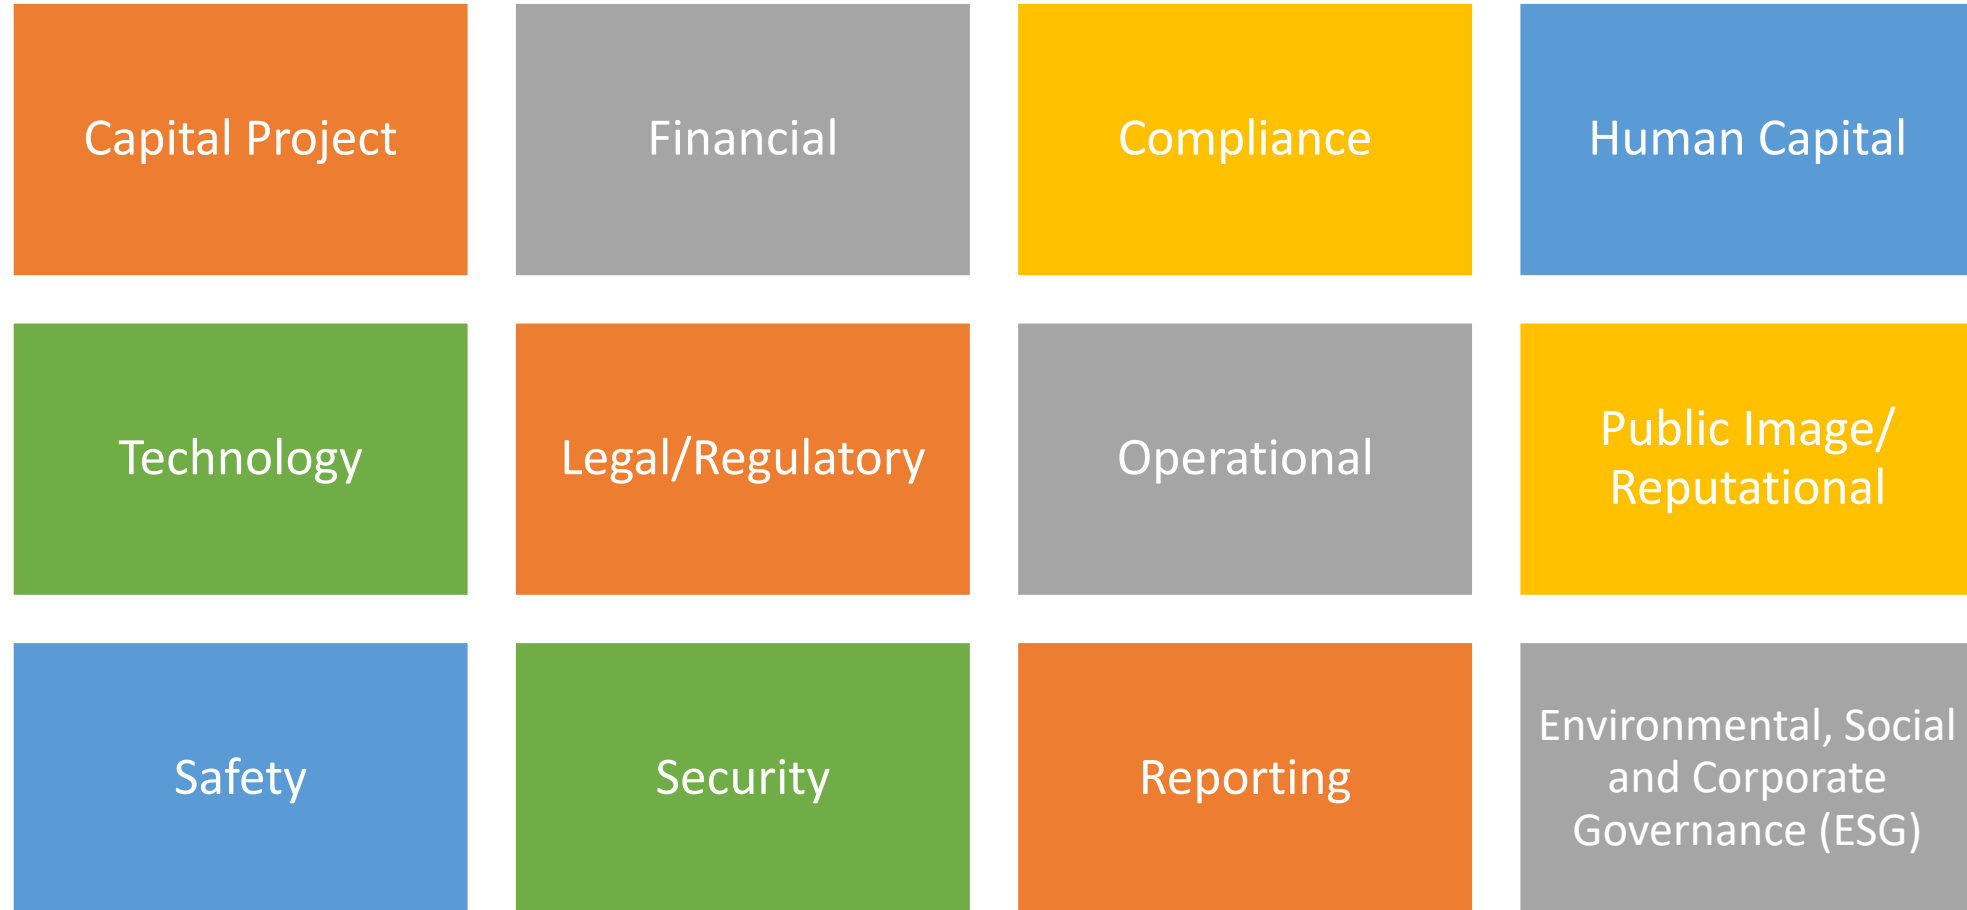 Capital Project
Financial
Compliance
Human Capital
Technology
Legal/Regulatory
Operational
Public Image/
Reputational
Safety
Security
Reporting
Environmental, Social
and Corporate
Governance (ESG)